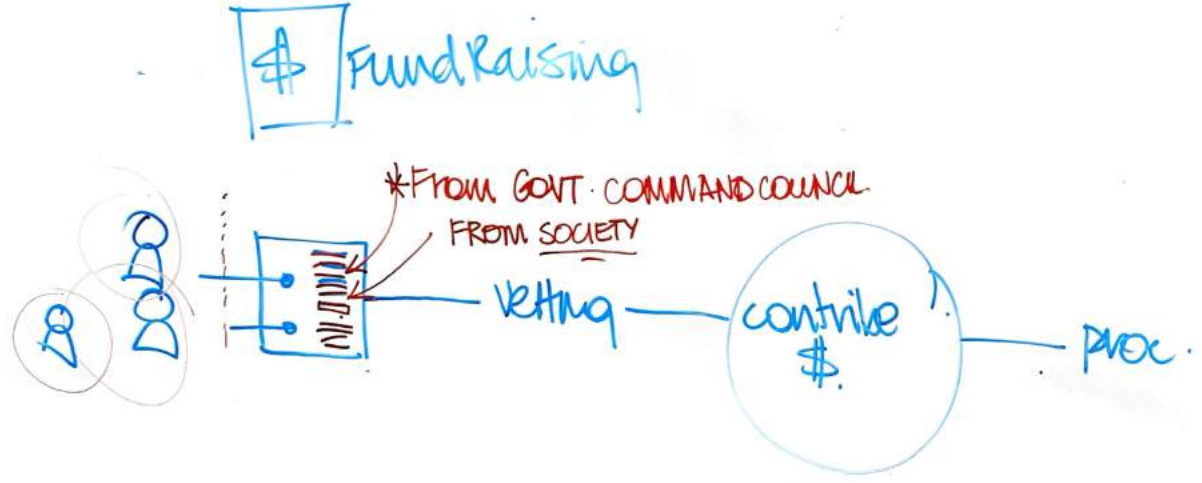 $ FundRaising
*FROM GOVT. COMMAND COUNCIL.
FROM SOCIETY
vetting
contribe
$.
proc.